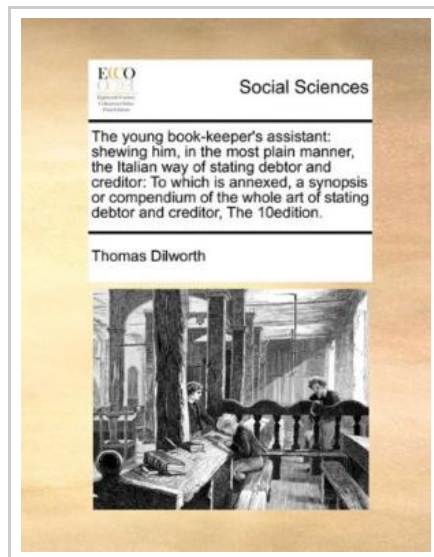 ECCO
Social Sciences
The young book-keeper's assistant:
shewing him, in the most plain manner,
the Italian way of stating debtor and
creditor: To which is annexed, a synopsis
or compendium of the whole art of stating
debtor and creditor, The 10edition.
Thomas Dilworth